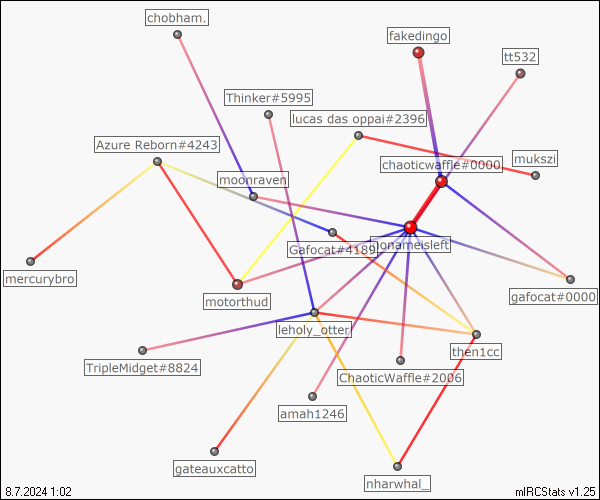 chobham.
fakedingo
tt532
Thinker#5995
lucas das oppai#2396
Azure Reborn#4243
chaoticwaffle#0000
mukszi
moonraven
Gafocat#4189
nonameisleft
mercurybro
gafocat#0000
motorthud
leholy_otter
then1cc
TripleMidget#8824
ChaoticWaffle#2006
amah1246
gateauxcatto
nharwhal_
8.7.2024 1:02
mIRCStats v1.25